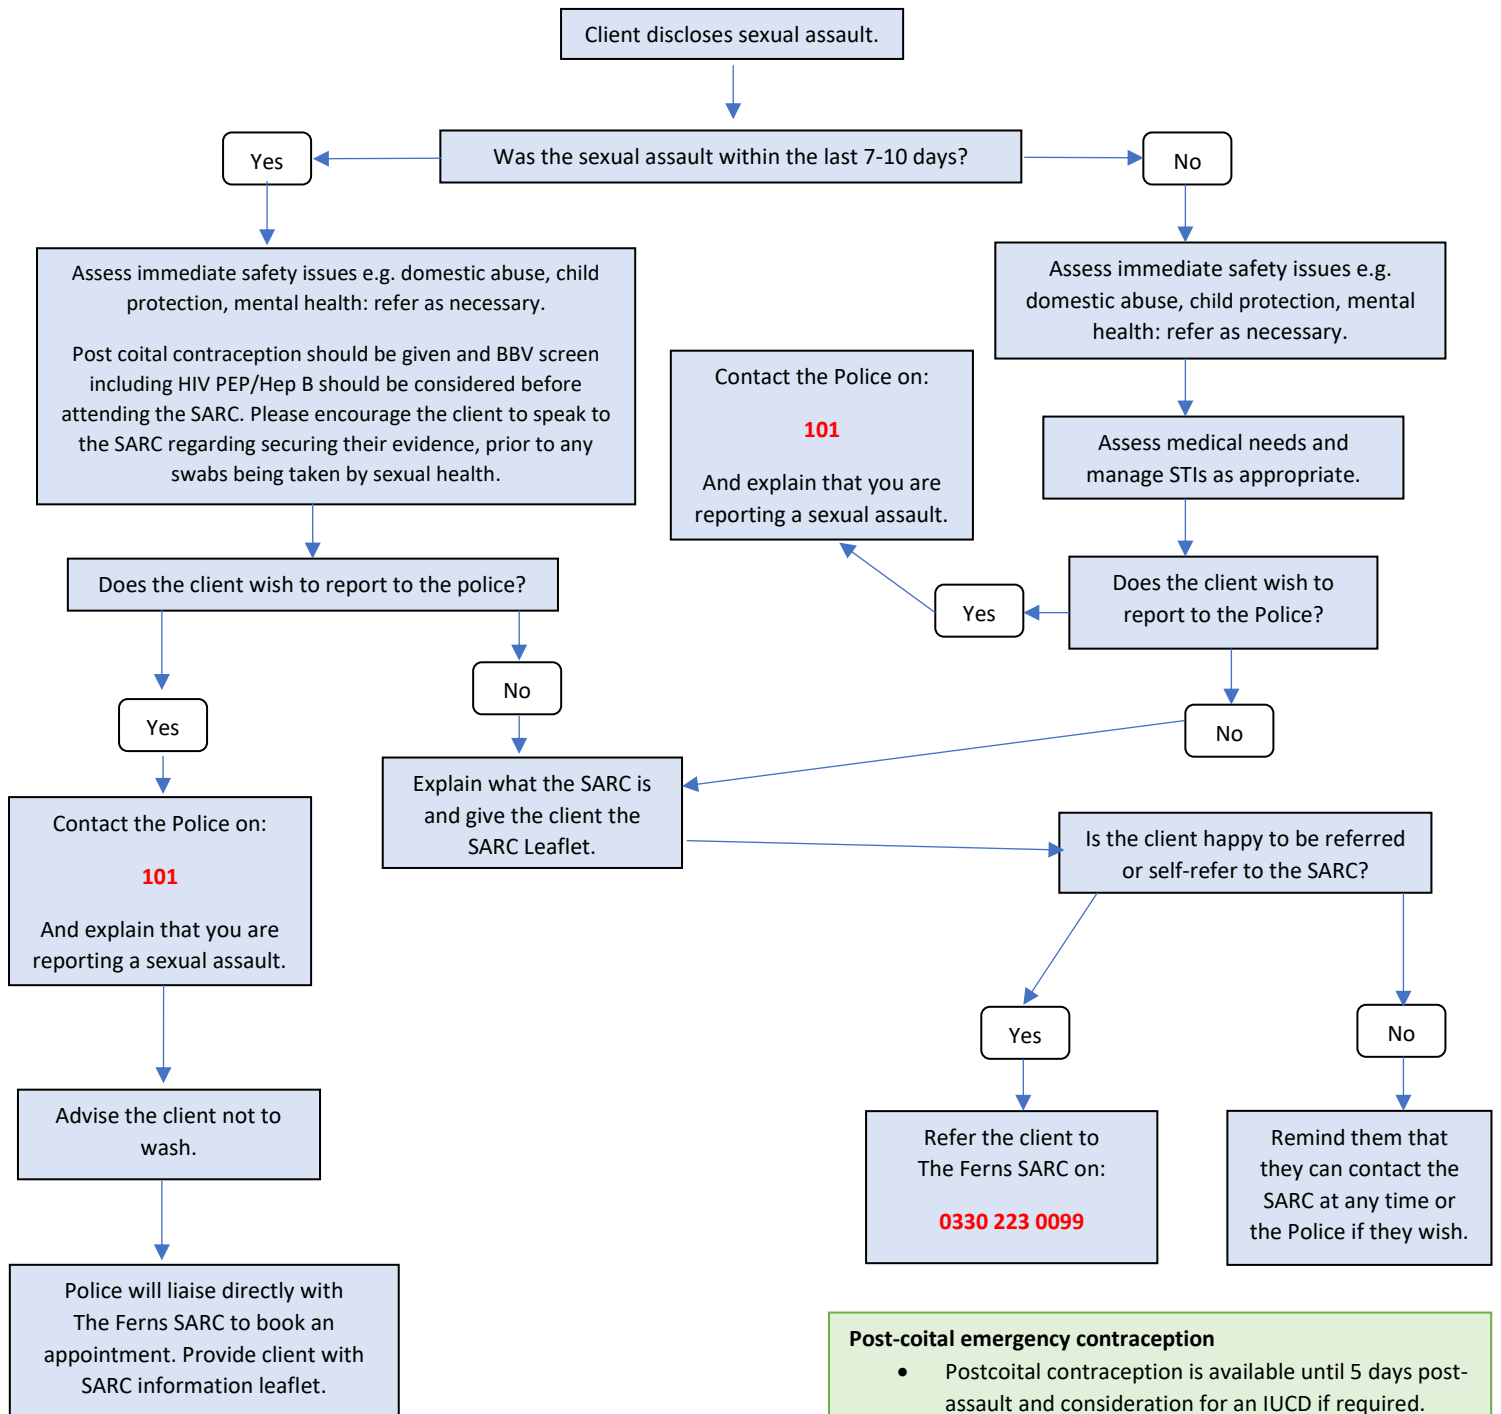 Client discloses sexual assault.
Was the sexual assault within the last 7-10 days?
Yes
No
Assess immediate safety issues e.g. domestic abuse, child
protection, mental health: refer as necessary.
Post coital contraception should be given and BBV screen
including HIV PEP/Hep B should be considered before
attending the SARC. Please encourage the client to speak to
the SARC regarding securing their evidence, prior to any
swabs being taken by sexual health.
Assess immediate safety issues e.g.
domestic abuse, child protection, mental
health: refer as necessary.
Contact the Police on:
101
And explain that you are
reporting a sexual assault.
Assess medical needs and
manage STIs as appropriate.
Does the client wish to report to the police?
Does the client wish to
report to the Police?
Yes
No
Yes
No
Explain what the SARC is
and give the client the
SARC Leaflet.
Contact the Police on:
101
And explain that you are
reporting a sexual assault.
Is the client happy to be referred
or self-refer to the SARC?
Yes
No
Advise the client not to
wash.
Refer the client to
The Ferns SARC on:
0330 223 0099
Remind them that
they can contact the
SARC at any time or
the Police if they wish.
Police will liaise directly with
The Ferns SARC to book an
appointment. Provide client with
SARC information leaflet.
Post-coital emergency contraception
• Postcoital contraception is available until 5 days post-
assault and consideration for an IUCD if required.